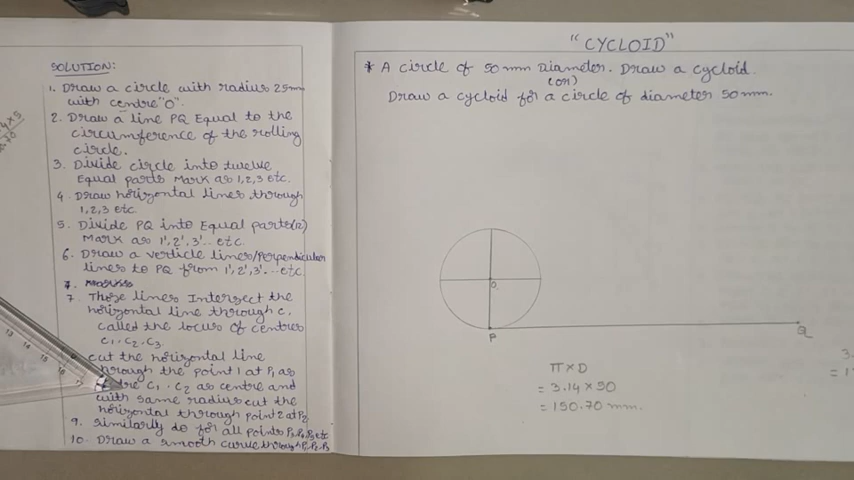 SOLUTION:
1. Draw a circle with radius 25mm
with centre "O".
2. Draw a line PQ Equal to the
circumference of the rolling
circle.
3. Divide circle into twelve
Equal parts Mark as 1,2,3 etc.
4. Draw horizontal lines through
1,2,3 etc
5. Divide PQ into Equal parts(12)
Mark as 1', 2', 3'... etc.
6. Draw a verticle lines/Perpendicular
lines to PQ from 1', 2', 3'... etc.
7.
7. Those lines Intersect the
horizontal line through c,
called the locus of centres
C1. C2. C3.
cut the horizontal line
through the point 1 at P1 as
C1. C2 as centre and
with same radius cut the
horizontal through point 2 at P2
9. Similarly do for all points P3, P4, P5 etc
10. Draw a smooth curve through P1, P2, P3
"CYCLOID"
* A circle of 50mm Diameter. Draw a cycloid.
(OR)
Draw a cycloid for a circle of diameter 50mm.
O
P
Q
π×D
= 3.14×50
= 150.70 mm.
3.
= 1